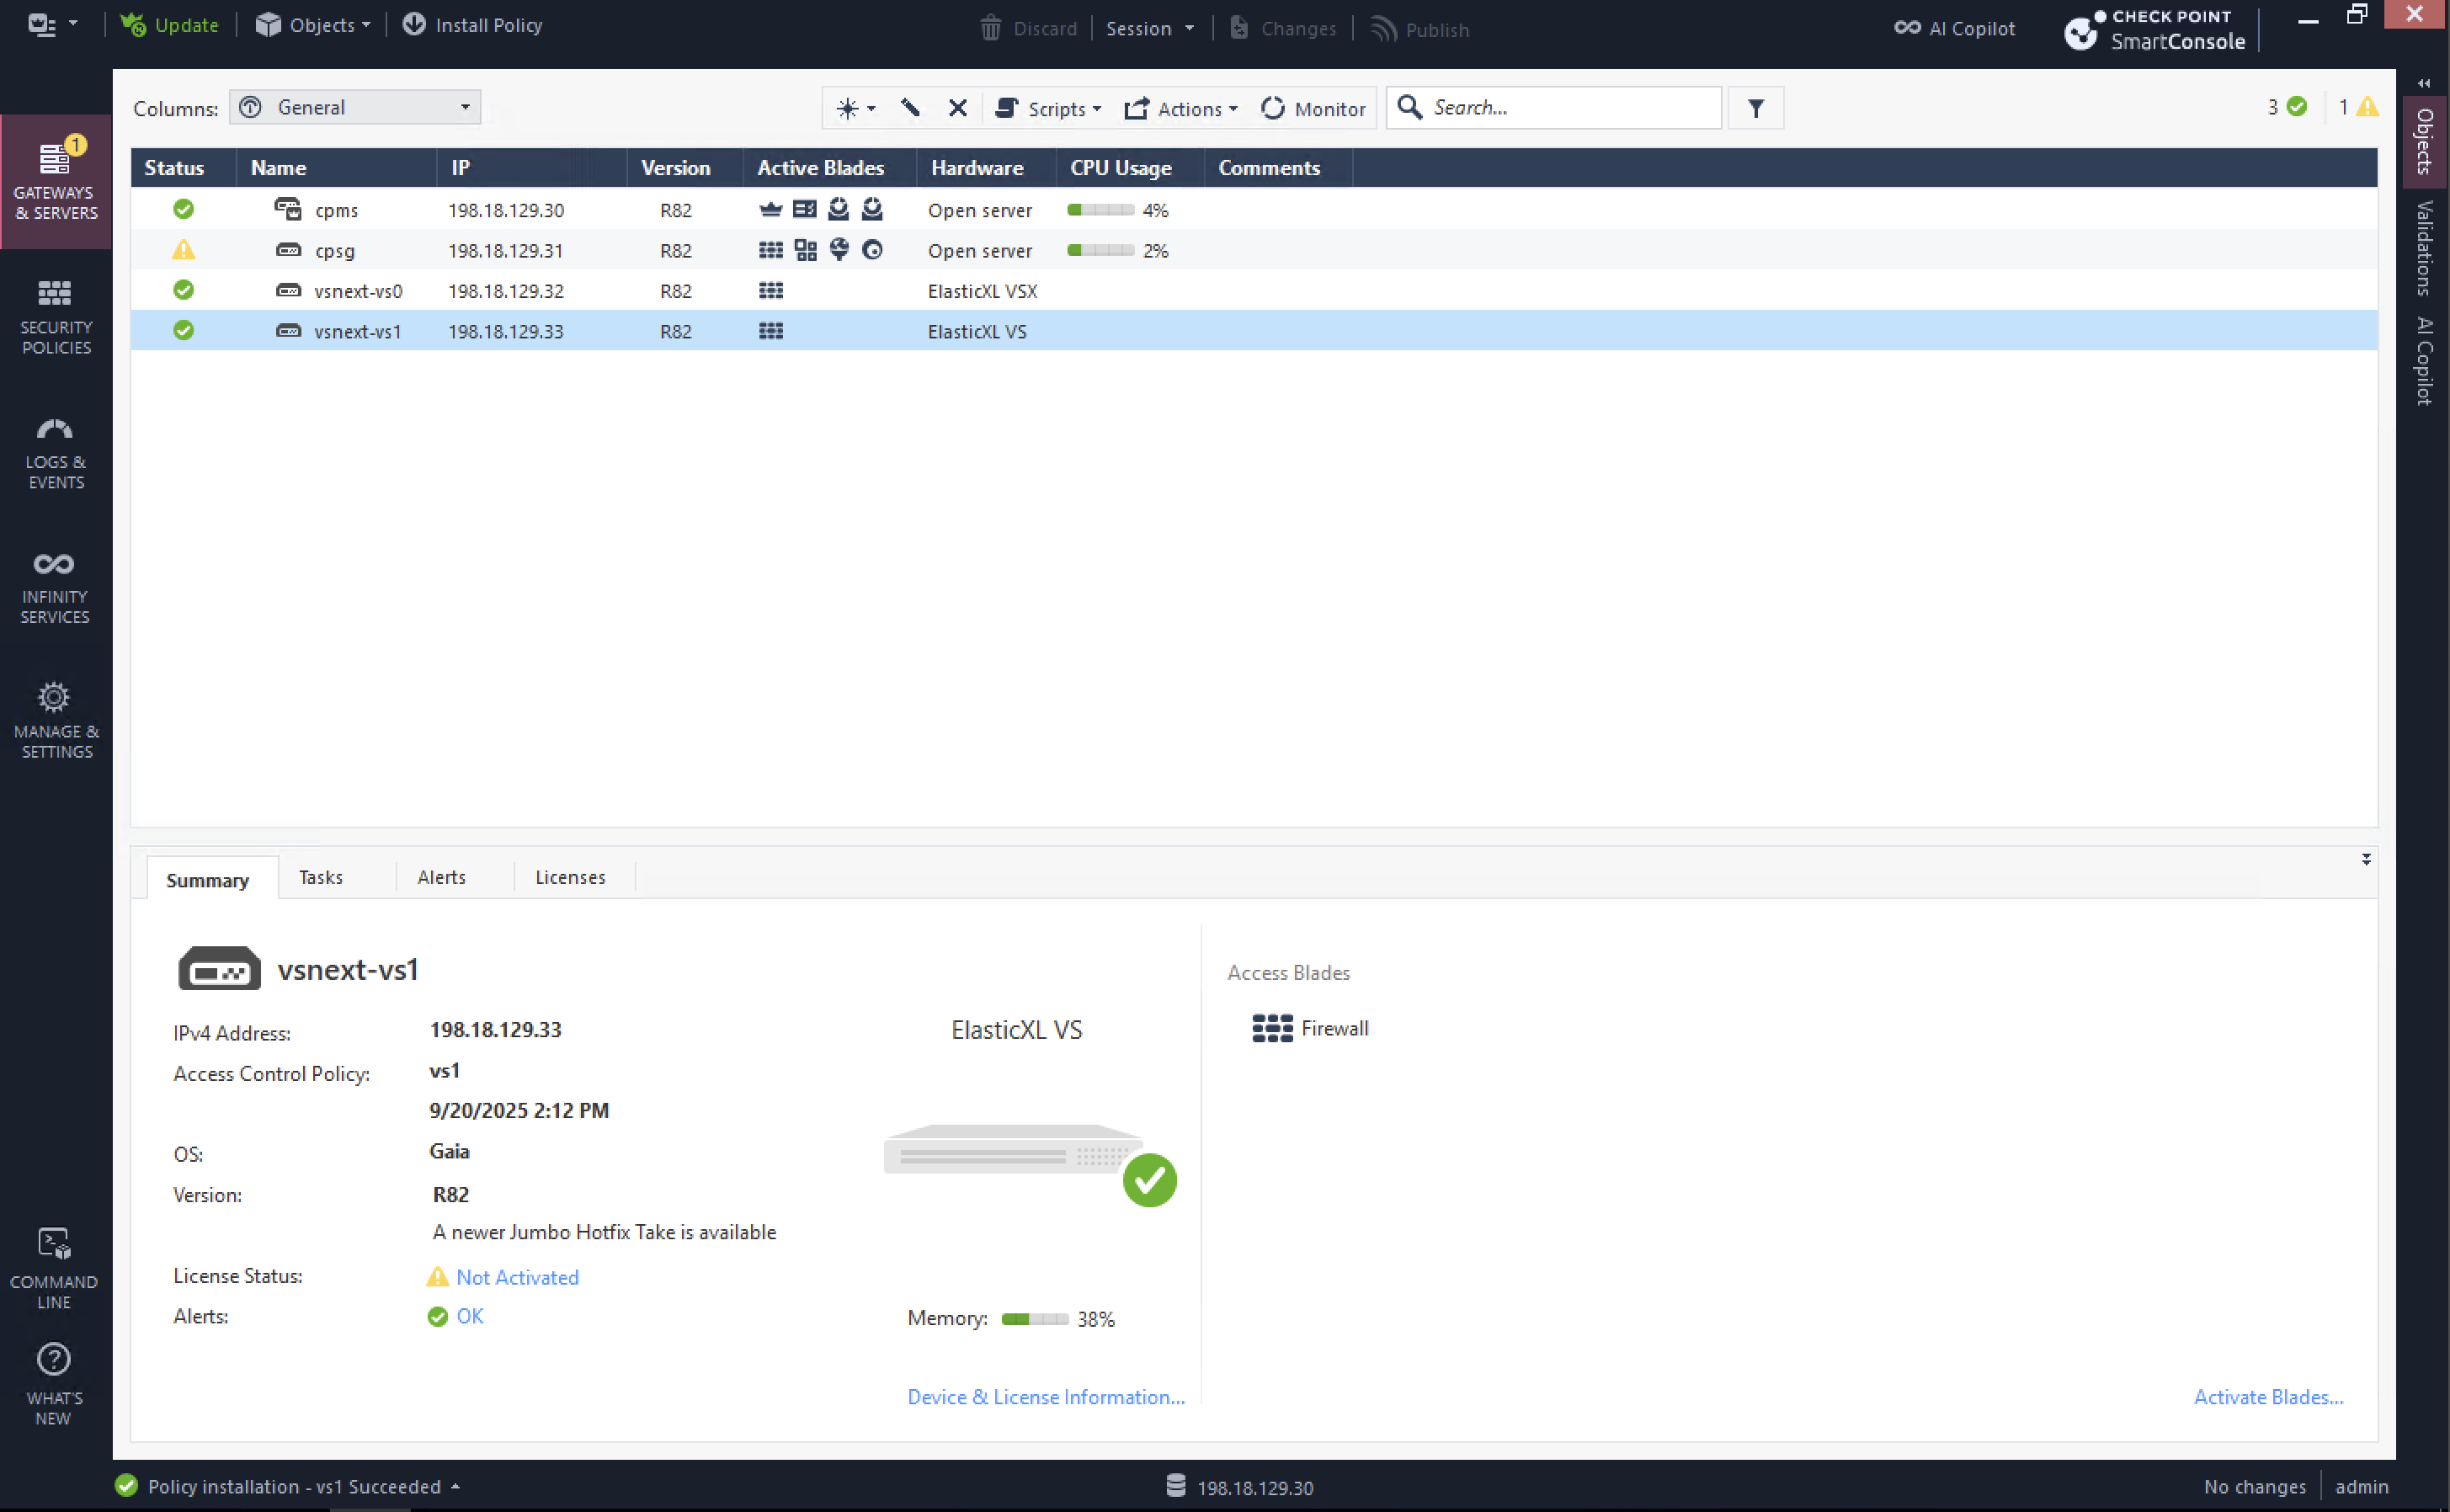 Update
Objects
Install Policy
Discard
Session
Changes
Publish
AI Copilot
CHECK POINT
SmartConsole
Columns:
General
Scripts
Actions
Monitor
Search...
3
1
1
GATEWAYS
& SERVERS
SECURITY
POLICIES
LOGS &
EVENTS
INFINITY
SERVICES
MANAGE &
SETTINGS
COMMAND
LINE
WHAT'S
NEW
Objects
Validations
AI Copilot
Status Name IP Version Active Blades Hardware CPU Usage Comments
cpms 198.18.129.30 R82 Open server 4%
cpsg 198.18.129.31 R82 Open server 2%
vsnext-vs0 198.18.129.32 R82 ElasticXL VSX
vsnext-vs1 198.18.129.33 R82 ElasticXL VS
Summary Tasks Alerts Licenses
vsnext-vs1
IPv4 Address: 198.18.129.33
Access Control Policy: vs1
9/20/2025 2:12 PM
OS: Gaia
Version: R82
A newer Jumbo Hotfix Take is available
License Status: Not Activated
Alerts: OK
ElasticXL VS
Memory: 38%
Device & License Information...
Access Blades
Firewall
Activate Blades...
Policy installation - vs1 Succeeded
198.18.129.30
No changes
admin